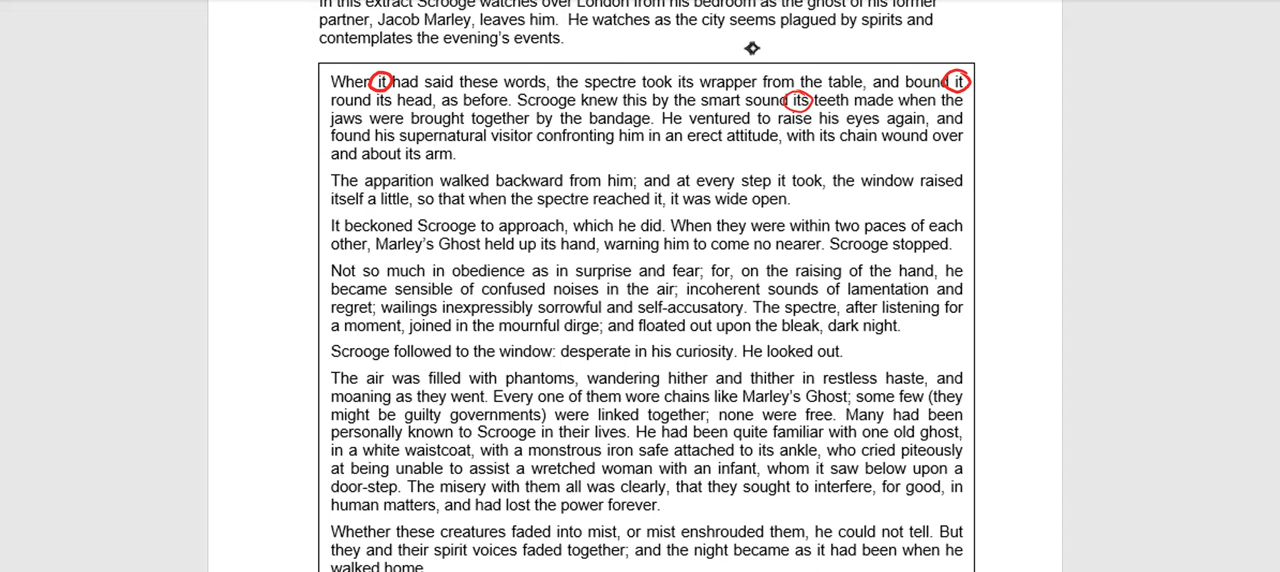 In this extract Scrooge watches over London from his bedroom as the ghost of his former
partner, Jacob Marley, leaves him.  He watches as the city seems plagued by spirits and
contemplates the evening's events.
When it had said these words, the spectre took its wrapper from the table, and bound it
round its head, as before. Scrooge knew this by the smart sound its teeth made when the
jaws were brought together by the bandage. He ventured to raise his eyes again, and
found his supernatural visitor confronting him in an erect attitude, with its chain wound over
and about its arm.
The apparition walked backward from him; and at every step it took, the window raised
itself a little, so that when the spectre reached it, it was wide open.
It beckoned Scrooge to approach, which he did. When they were within two paces of each
other, Marley's Ghost held up its hand, warning him to come no nearer. Scrooge stopped.
Not so much in obedience as in surprise and fear; for, on the raising of the hand, he
became sensible of confused noises in the air; incoherent sounds of lamentation and
regret; wailings inexpressibly sorrowful and self-accusatory. The spectre, after listening for
a moment, joined in the mournful dirge; and floated out upon the bleak, dark night.
Scrooge followed to the window: desperate in his curiosity. He looked out.
The air was filled with phantoms, wandering hither and thither in restless haste, and
moaning as they went. Every one of them wore chains like Marley's Ghost; some few (they
might be guilty governments) were linked together; none were free. Many had been
personally known to Scrooge in their lives. He had been quite familiar with one old ghost,
in a white waistcoat, with a monstrous iron safe attached to its ankle, who cried piteously
at being unable to assist a wretched woman with an infant, whom it saw below upon a
door-step. The misery with them all was clearly, that they sought to interfere, for good, in
human matters, and had lost the power forever.
Whether these creatures faded into mist, or mist enshrouded them, he could not tell. But
they and their spirit voices faded together; and the night became as it had been when he
walked home.